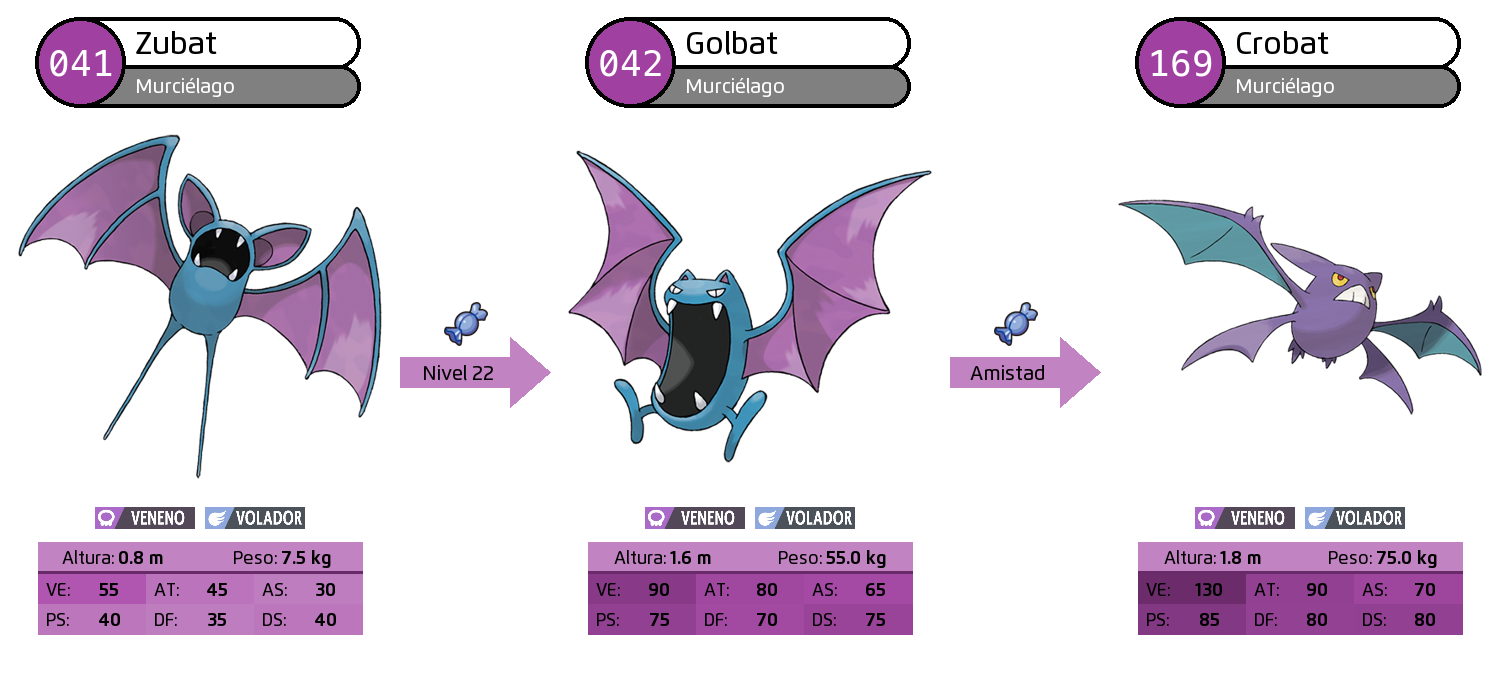 041 Zubat
Murciélago
042 Golbat
Murciélago
169 Crobat
Murciélago
Nivel 22
Amistad
VENENO VOLADOR
Altura: 0.8 m Peso: 7.5 kg
VE: 55 AT: 45 AS: 30
PS: 40 DF: 35 DS: 40
VENENO VOLADOR
Altura: 1.6 m Peso: 55.0 kg
VE: 90 AT: 80 AS: 65
PS: 75 DF: 70 DS: 75
VENENO VOLADOR
Altura: 1.8 m Peso: 75.0 kg
VE: 130 AT: 90 AS: 70
PS: 85 DF: 80 DS: 80